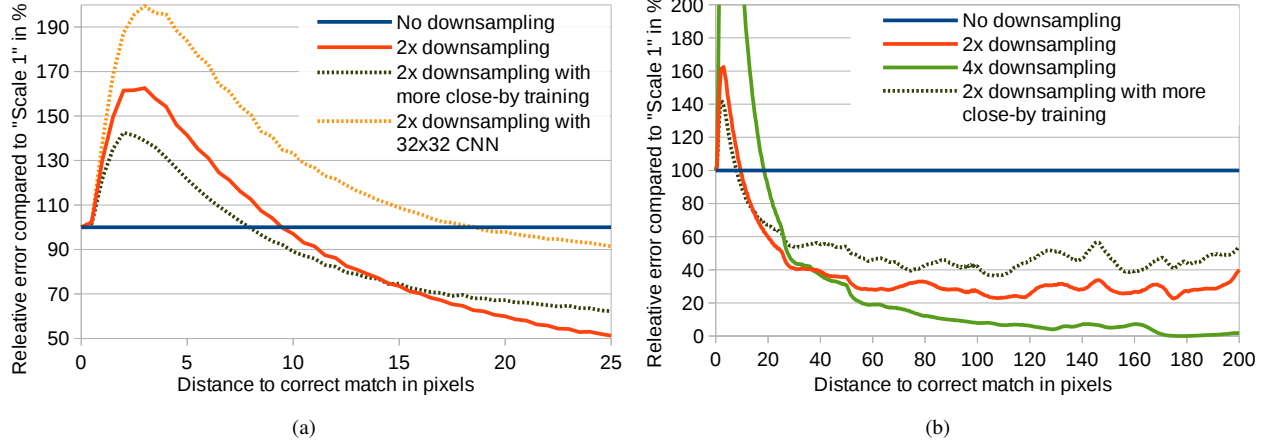 Releative error compared to "Scale 1" in %
190
170
150
130
110
90
70
50
0
5
10
15
20
25
Distance to correct match in pixels
No downsampling
2x downsampling
2x downsampling with
more close-by training
2x downsampling with
32x32 CNN
(a)
Releative error compared to "Scale 1" in %
200
180
160
140
120
100
80
60
40
20
0
0
20
40
60
80
100
120
140
160
180
200
Distance to correct match in pixels
No downsampling
2x downsampling
4x downsampling
2x downsampling with more
close-by training
(b)